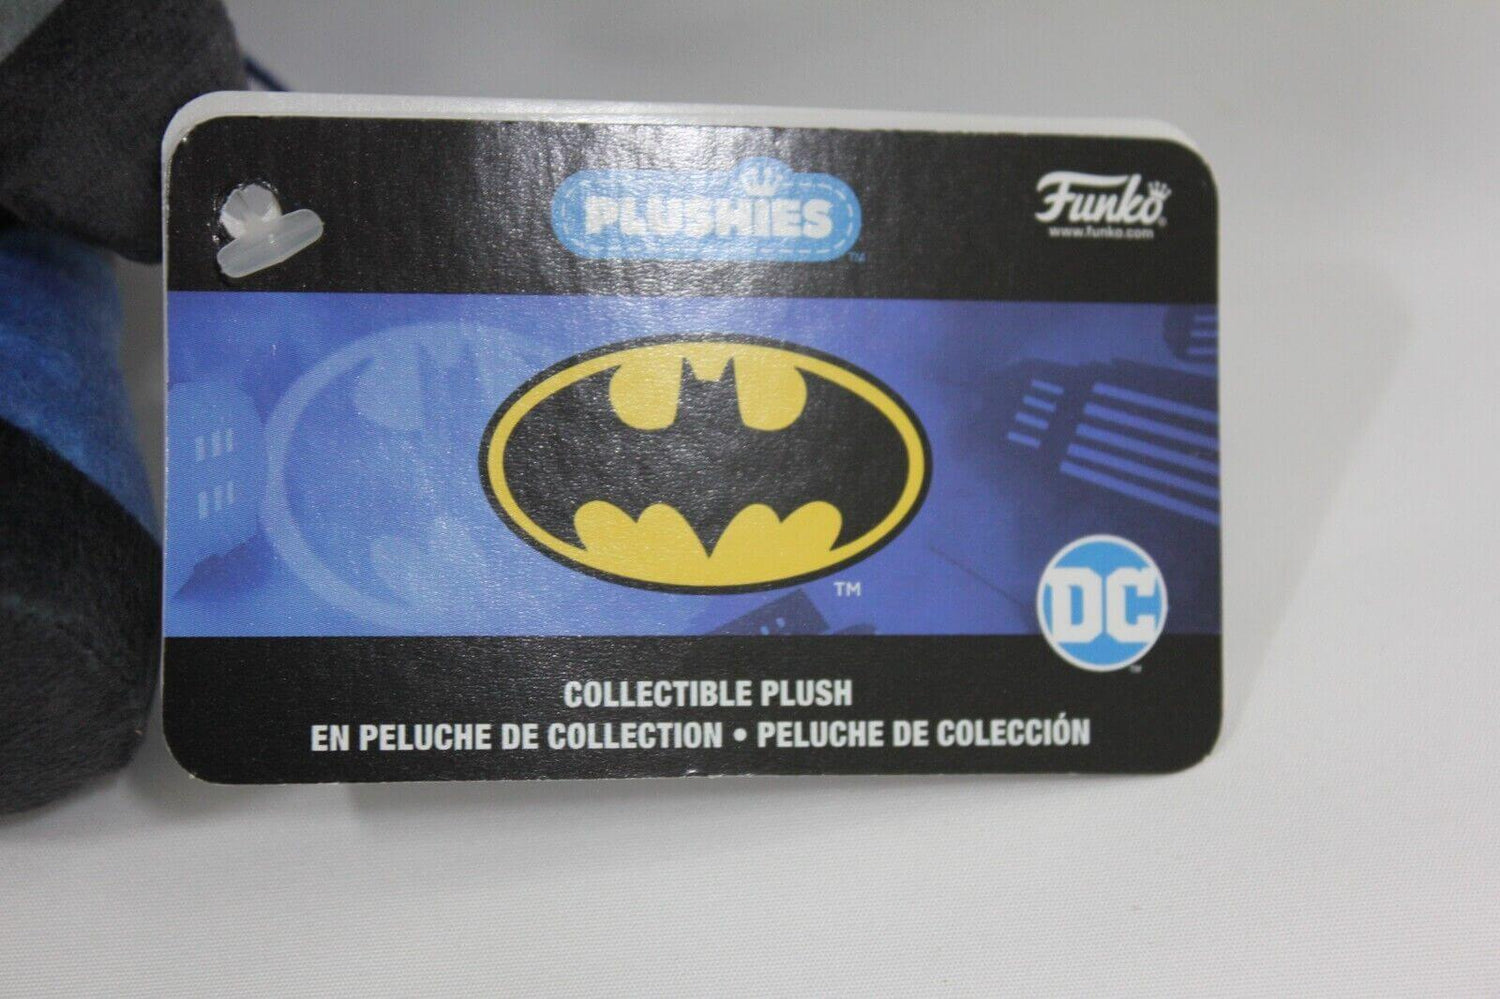 PLUSHIES
TM
Funko
www.funko.com
TM
DC
COLLECTIBLE PLUSH
EN PELUCHE DE COLLECTION • PELUCHE DE COLECCIÓN